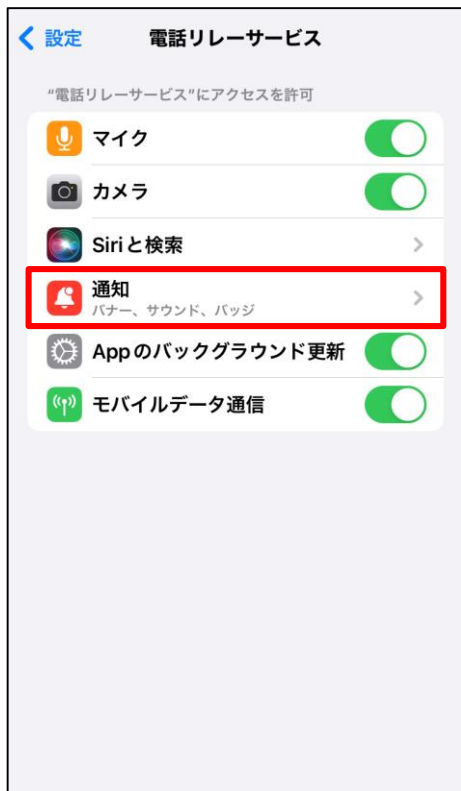 設定
電話リレーサービス
“電話リレーサービス”にアクセスを許可
マイク
カメラ
Siriと検索
通知
バナー、サウンド、バッジ
Appのバックグラウンド更新
モバイルデータ通信